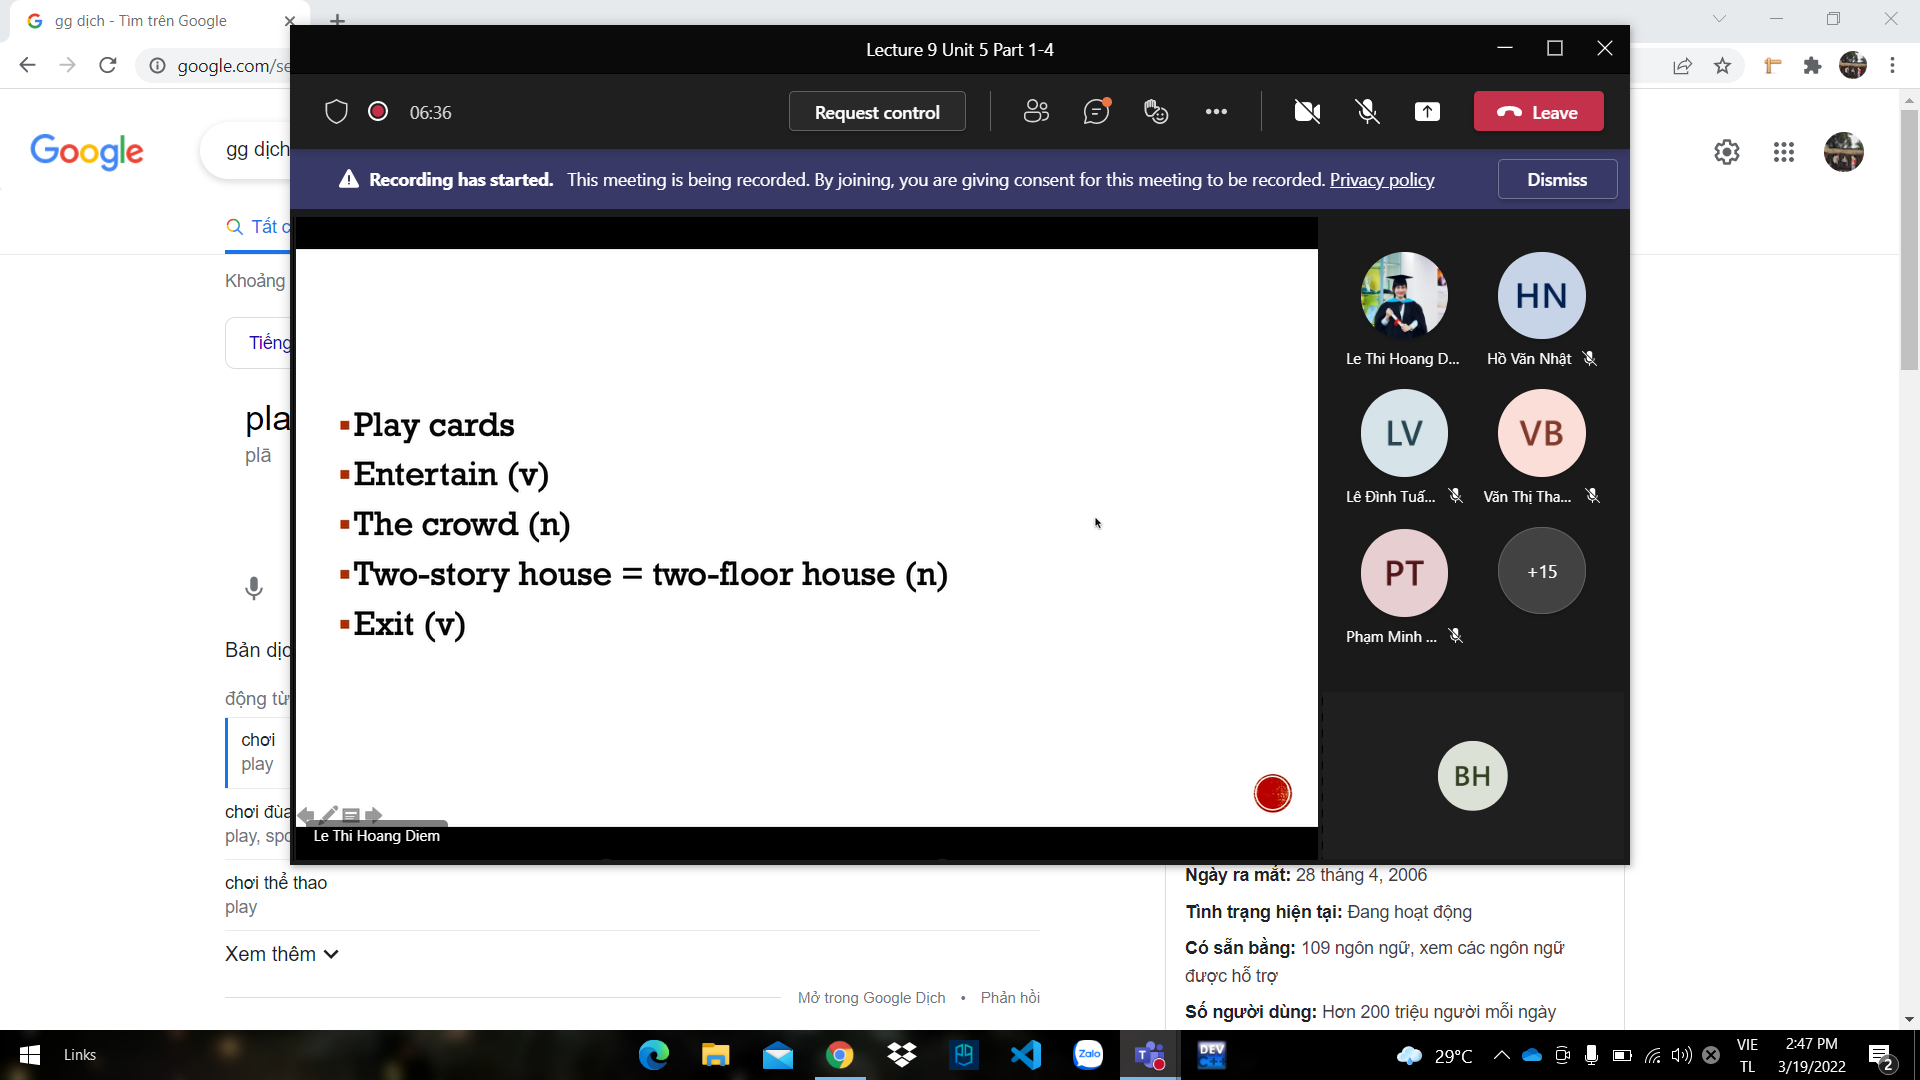 gg dịch - Tìm trên Google
google.com/se
Google
gg dịch
Tất c
Khoảng
Tiếng
pla
plā
Bản dịc
động từ
chơi
play
chơi đùa
play, spo
chơi thể thao
play
Xem thêm
Mở trong Google Dịch • Phản hồi
Lecture 9 Unit 5 Part 1-4
06:36
Request control
Leave
Recording has started. This meeting is being recorded. By joining, you are giving consent for this meeting to be recorded. Privacy policy
Dismiss
Play cards
Entertain (v)
The crowd (n)
Two-story house = two-floor house (n)
Exit (v)
Le Thi Hoang Diem
Le Thi Hoang D...
HN
Hồ Văn Nhật
LV
Lê Đình Tuấ...
VB
Văn Thị Tha...
PT
Phạm Minh ...
+15
BH
Ngày ra mắt: 28 tháng 4, 2006
Tình trạng hiện tại: Đang hoạt động
Có sẵn bằng: 109 ngôn ngữ, xem các ngôn ngữ
được hỗ trợ
Số người dùng: Hơn 200 triệu người mỗi ngày
Links
Zalo
T
DEV
C++
29°C
VIE
TL
2:47 PM
3/19/2022
2